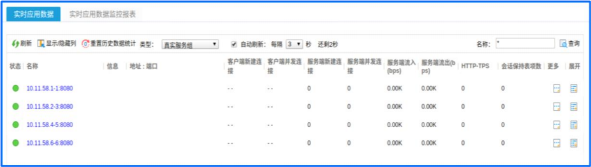 实时应用数据 实时应用数据监控报表
刷新 显示/隐藏列 重置历史数据统计 类型： 真实服务组 自动刷新： 每隔 3 秒 还剩2秒 名称： * 查询
状态 名称 信息 地址：端口 客户端新建连接 客户端并发连接 服务端新建连接 服务端并发连接 服务端流入(bps) 服务端流出(bps) HTTP-TPS 会话保持表项数 更多 展开
10.11.58.1-1:8080 -- -- 0 0 0.00K 0.00K 0 0
10.11.58.2-3:8080 -- -- 0 0 0.00K 0.00K 0 0
10.11.58.4-5:8080 -- -- 0 0 0.00K 0.00K 0 0
10.11.58.6-6:8080 -- -- 0 0 0.00K 0.00K 0 0